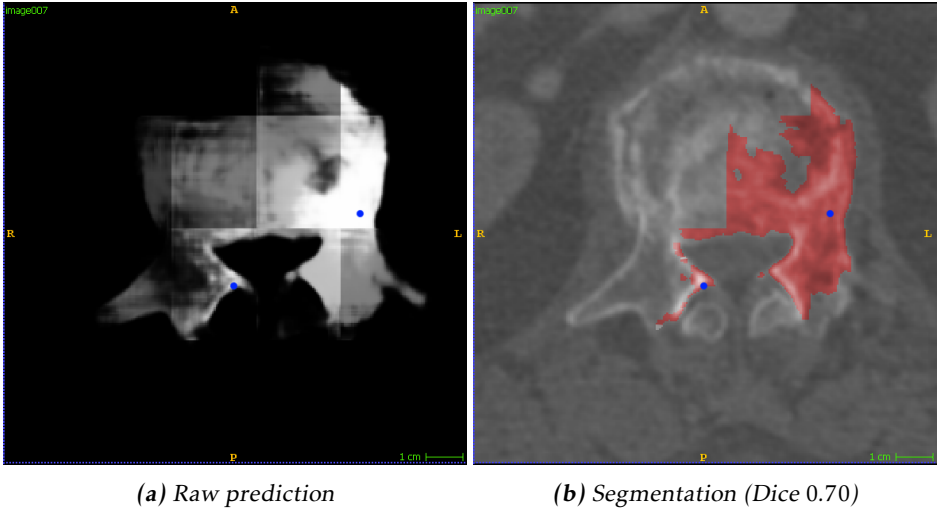 image007
A
R
L
P
1 cm
image007
A
R
L
P
1 cm
(a) Raw prediction
(b) Segmentation (Dice 0.70)